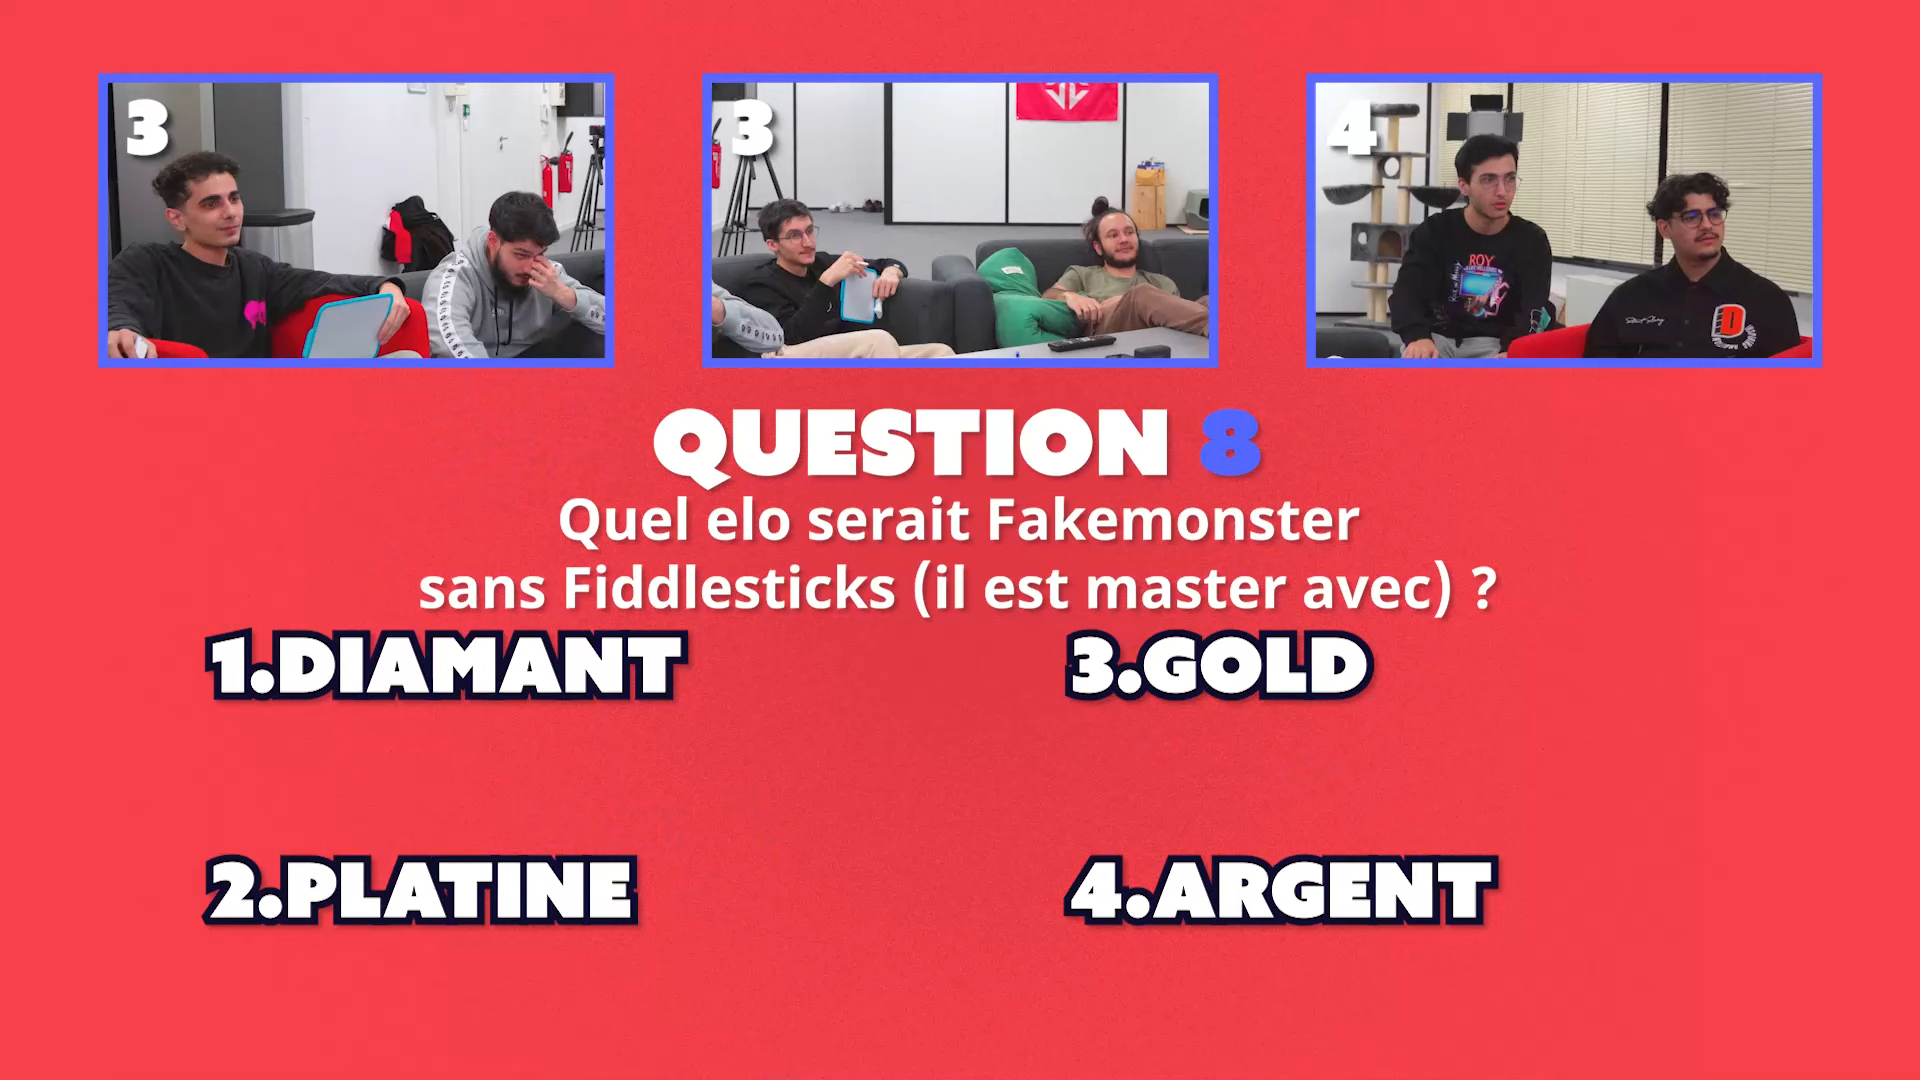 3
3
4
ROY
D
QUESTION 8
Quel elo serait Fakemonster
sans Fiddlesticks (il est master avec) ?
1.DIAMANT
3.GOLD
2.PLATINE
4.ARGENT